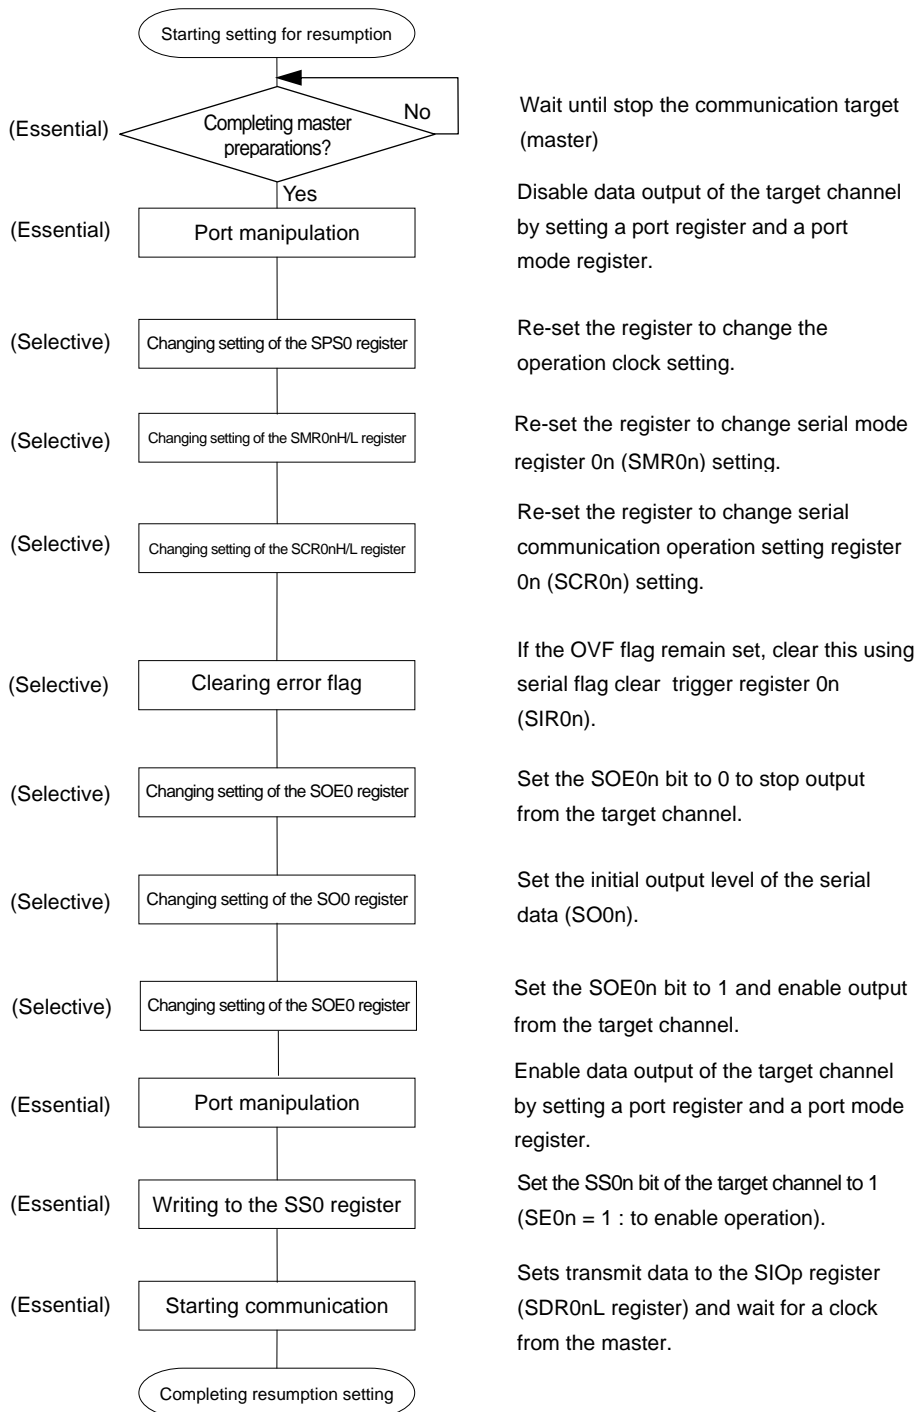 Starting setting for resumption
No
(Essential)
Completing master
preparations?
Wait until stop the communication target
(master)
Yes
(Essential)
Port manipulation
Disable data output of the target channel
by setting a port register and a port
mode register.
(Selective)
Changing setting of the SPS0 register
Re-set the register to change the
operation clock setting.
(Selective)
Changing setting of the SMR0nH/L register
Re-set the register to change serial mode
register 0n (SMR0n) setting.
(Selective)
Changing setting of the SCR0nH/L register
Re-set the register to change serial
communication operation setting register
0n (SCR0n) setting.
(Selective)
Clearing error flag
If the OVF flag remain set, clear this using
serial flag clear trigger register 0n
(SIR0n).
(Selective)
Changing setting of the SOE0 register
Set the SOE0n bit to 0 to stop output
from the target channel.
(Selective)
Changing setting of the SO0 register
Set the initial output level of the serial
data (SO0n).
(Selective)
Changing setting of the SOE0 register
Set the SOE0n bit to 1 and enable output
from the target channel.
(Essential)
Port manipulation
Enable data output of the target channel
by setting a port register and a port mode
register.
(Essential)
Writing to the SS0 register
Set the SS0n bit of the target channel to 1
(SE0n = 1 : to enable operation).
(Essential)
Starting communication
Sets transmit data to the SIOp register
(SDR0nL register) and wait for a clock
from the master.
Completing resumption setting